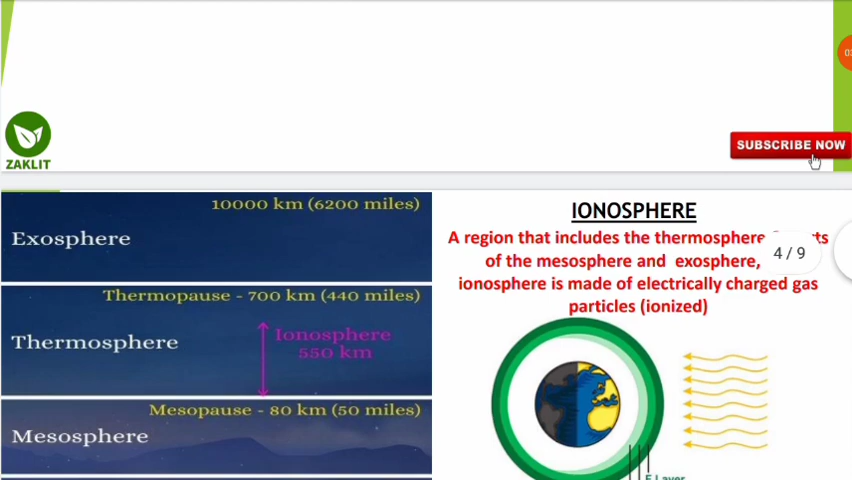 ZAKLIT
SUBSCRIBE NOW
10000 km (6200 miles)
Exosphere
Thermopause - 700 km (440 miles)
Thermosphere
Ionosphere
550 km
Mesopause - 80 km (50 miles)
Mesosphere
IONOSPHERE
A region that includes the thermosphere
of the mesosphere and exosphere,
ionosphere is made of electrically charged gas
particles (ionized)
4 / 9